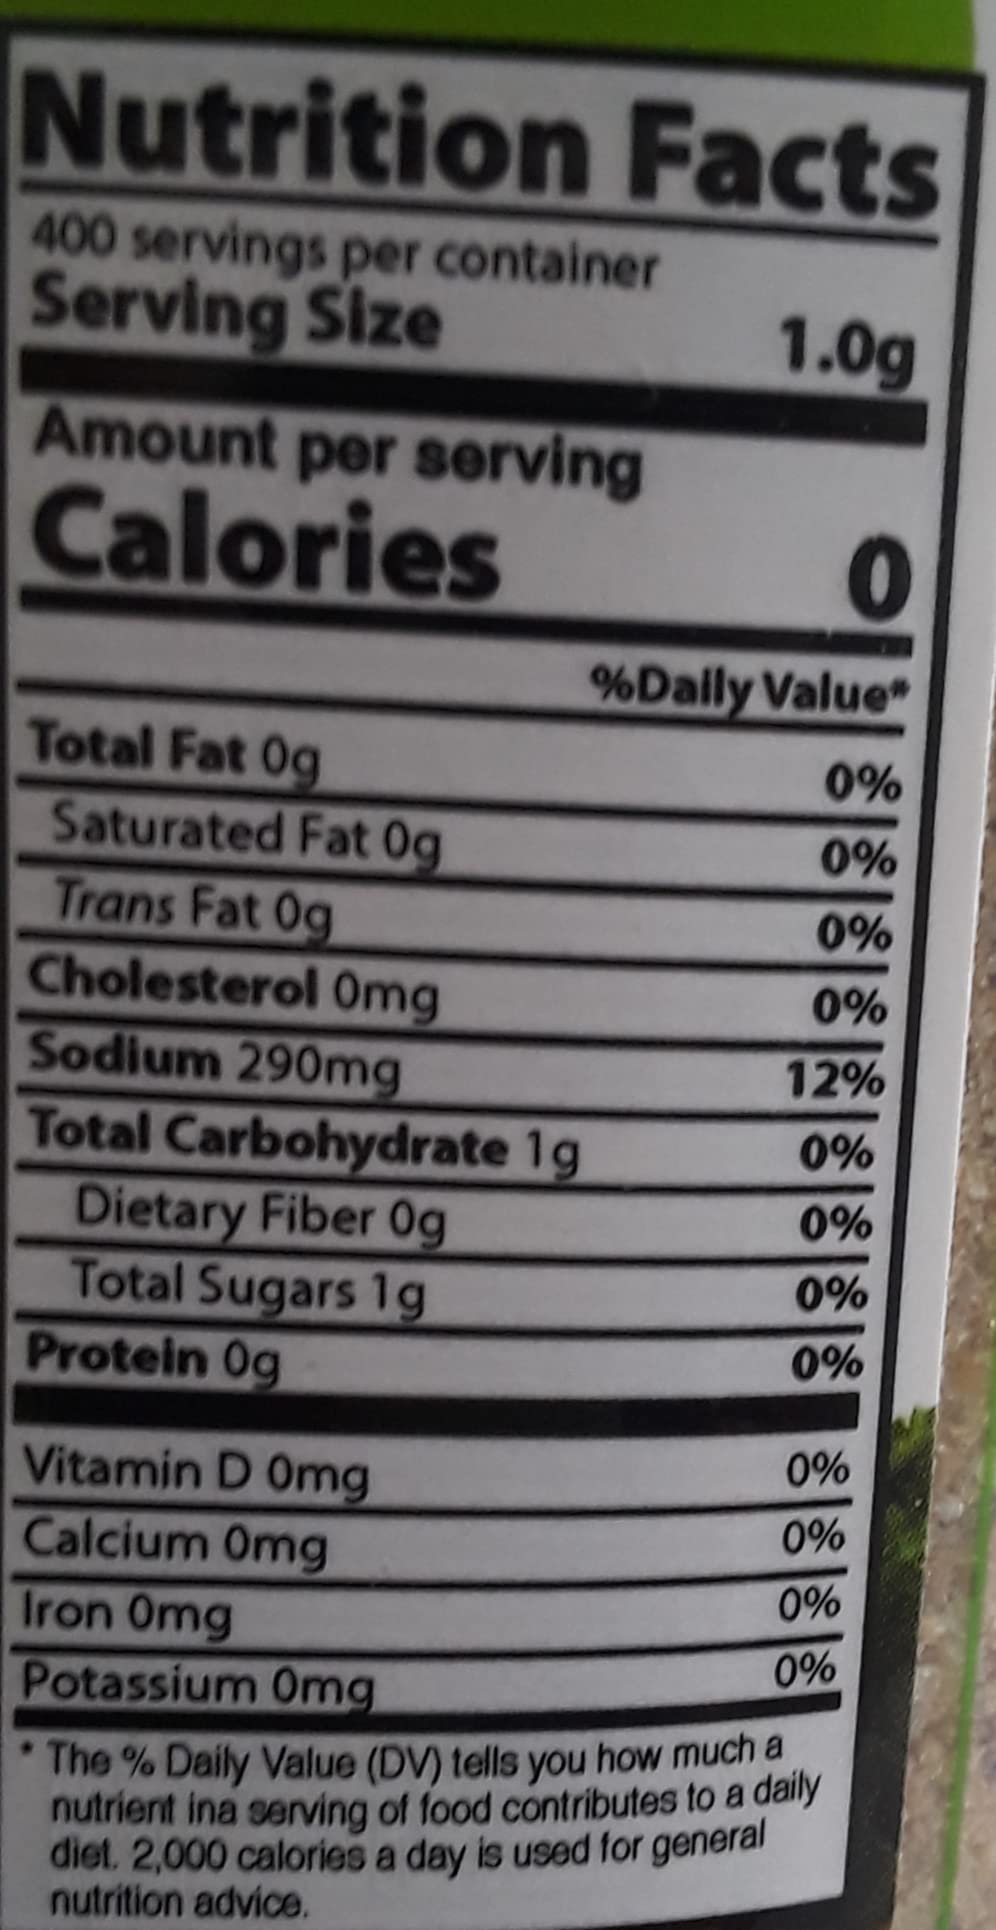 Nutrition Facts
400 servings per container
Serving Size 1.0g
Amount per serving
Calories 0
%Daily Value*
Total Fat 0g 0%
Saturated Fat 0g 0%
Trans Fat 0g 0%
Cholesterol 0mg 0%
Sodium 290mg 12%
Total Carbohydrate 1g 0%
Dietary Fiber 0g 0%
Total Sugars 1g 0%
Protein 0g 0%
Vitamin D 0mg 0%
Calcium 0mg 0%
Iron 0mg 0%
Potassium 0mg 0%
* The % Daily Value (DV) tells you how much a
nutrient ina serving of food contributes to a daily
diet. 2,000 calories a day is used for general
nutrition advice.